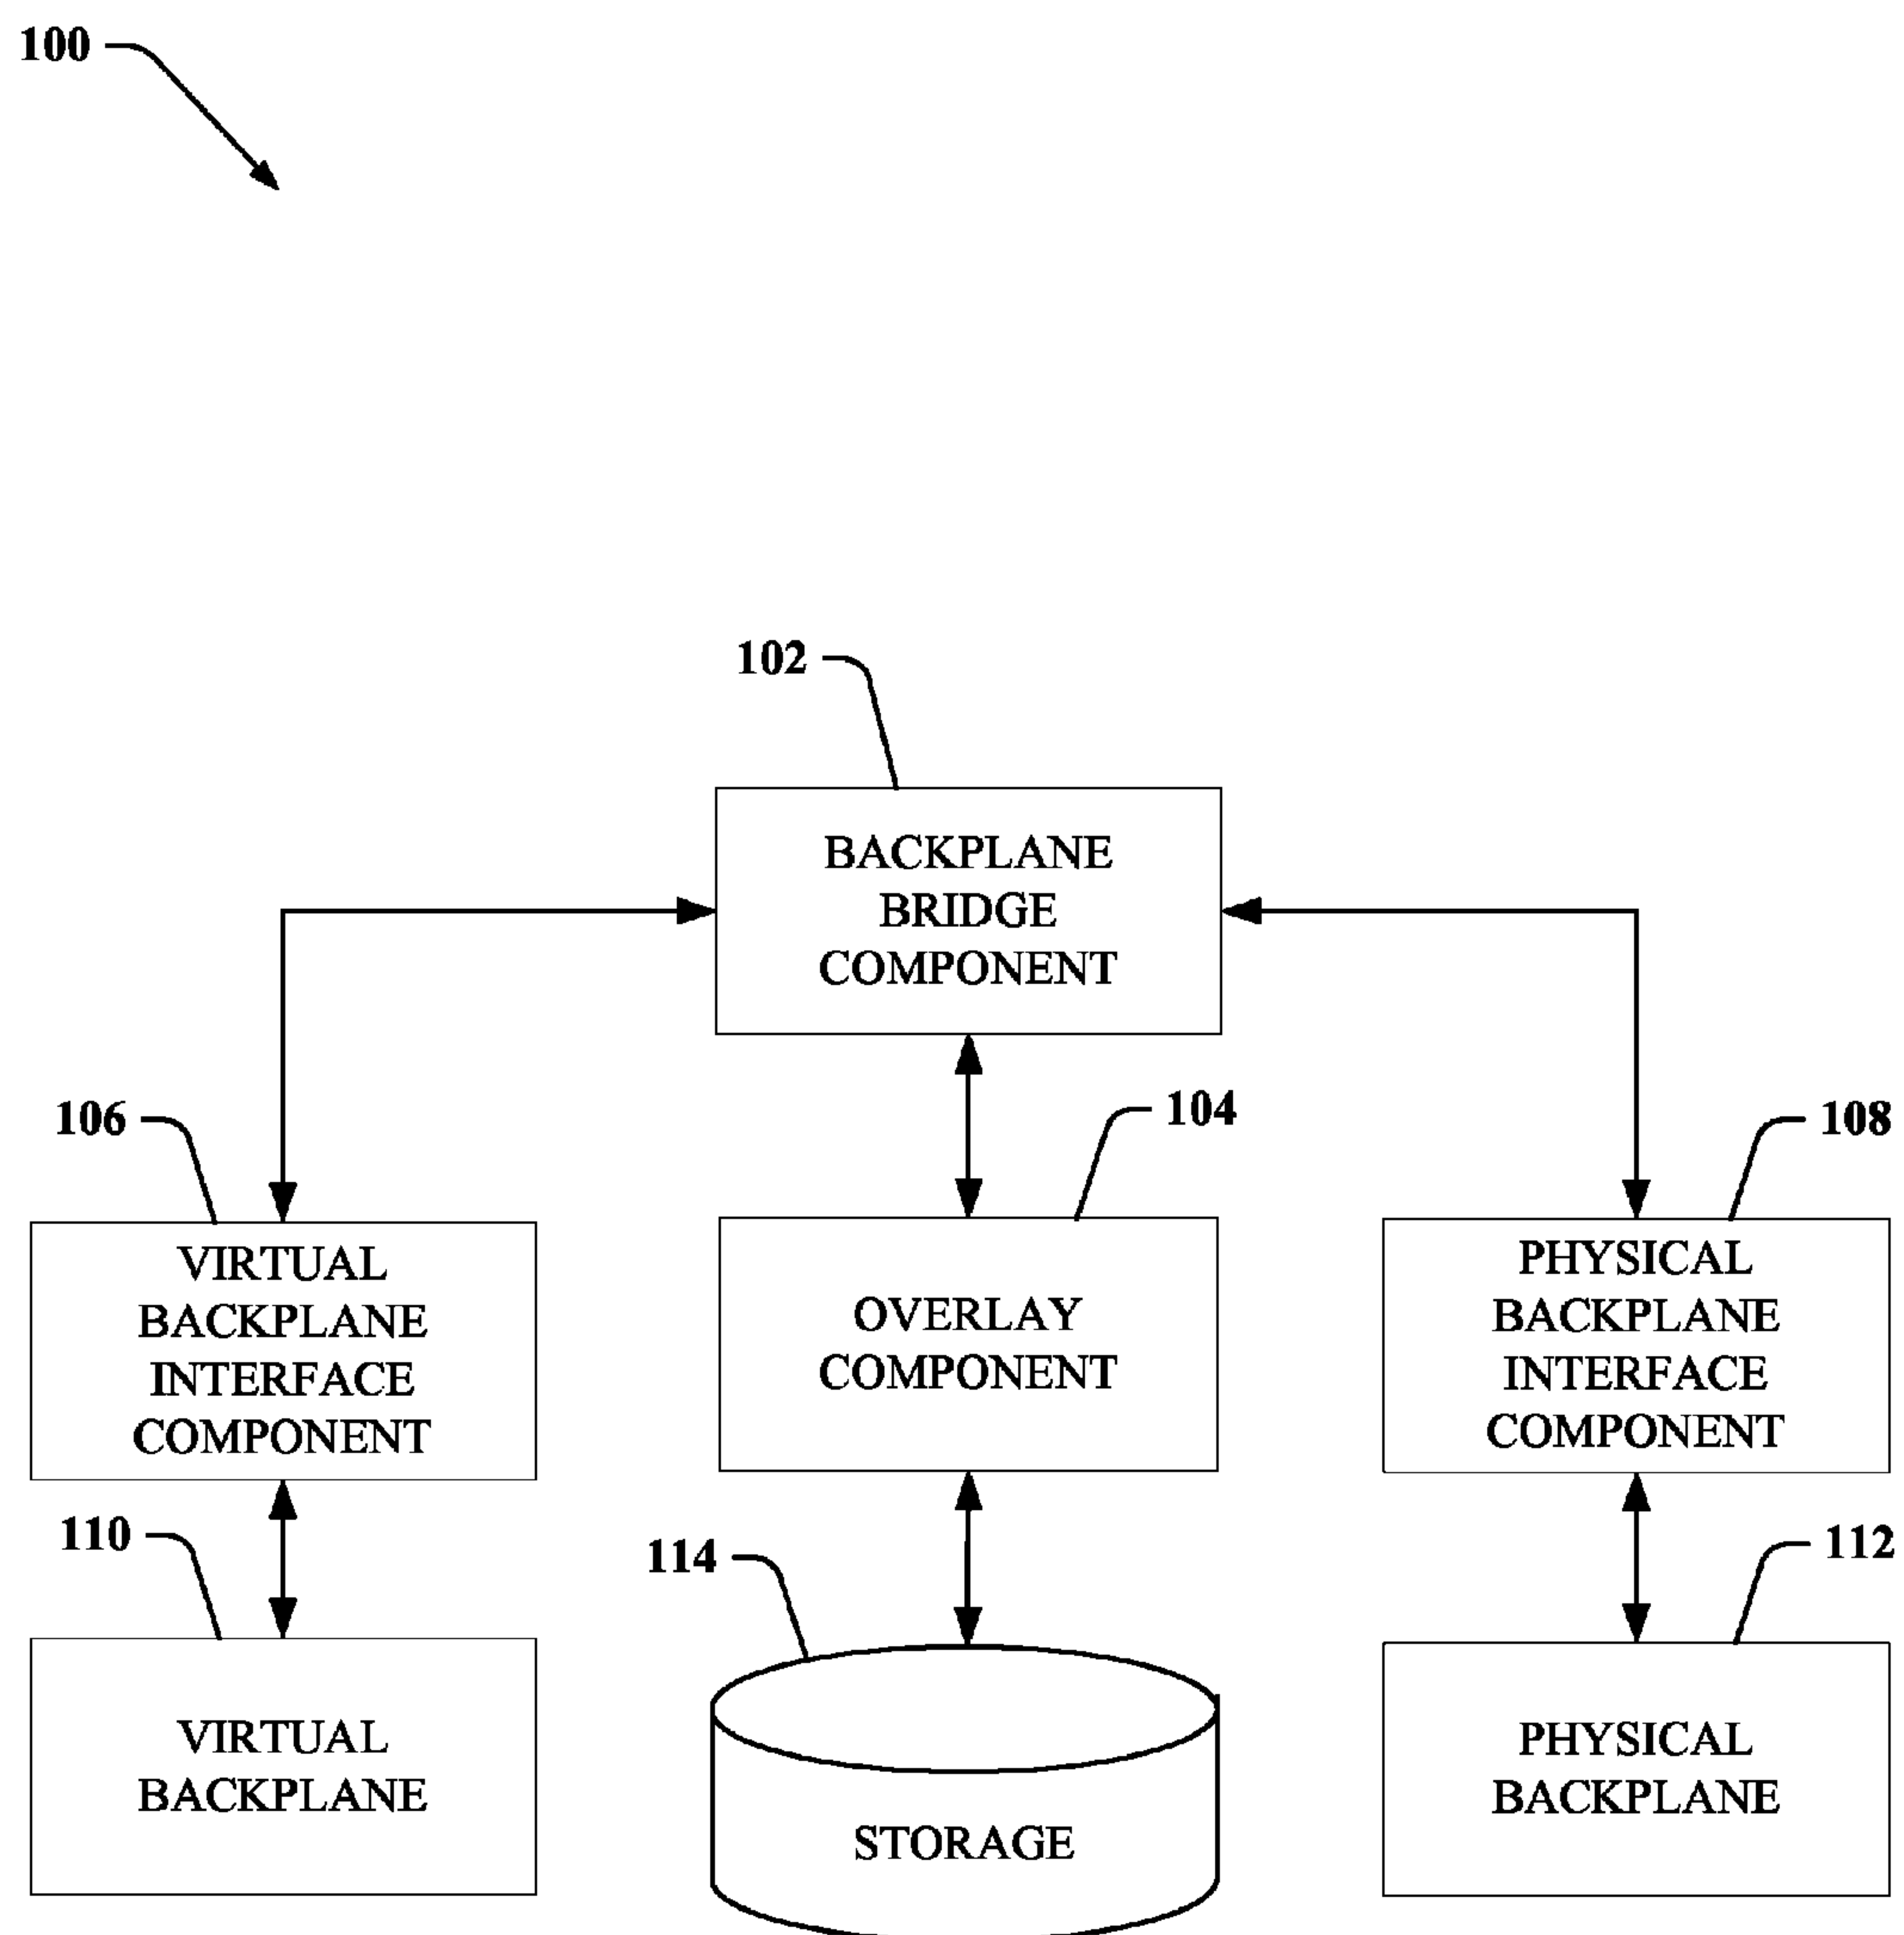 100
102
BACKPLANE
BRIDGE
COMPONENT
106
104
108
VIRTUAL
BACKPLANE
INTERFACE
COMPONENT
OVERLAY
COMPONENT
PHYSICAL
BACKPLANE
INTERFACE
COMPONENT
110
114
112
VIRTUAL
BACKPLANE
STORAGE
PHYSICAL
BACKPLANE